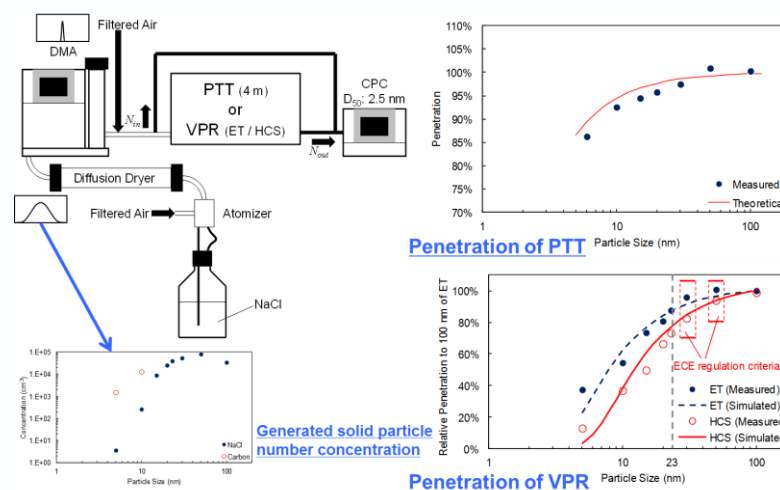 Filtered Air
DMA
N_in
PTT (4 m)
or
VPR (ET / HCS)
CPC
D50: 2.5 nm
N_out
Diffusion Dryer
Filtered Air
Atomizer
NaCl
110%
105%
100%
95%
90%
85%
80%
75%
70%
Penetration
Measured
Theoretical
1
10
100
Particle Size (nm)
Penetration of PTT
1.E+05
1.E+04
1.E+03
1.E+02
1.E+01
1.E+00
Concentration (cm-3)
NaCl
Carbon
1
10
100
Particle Size (nm)
Generated solid particle
number concentration
100%
80%
60%
40%
20%
0%
Relative Penetration to 100 nm of ET
ECE regulation criteria
ET (Measured)
ET (Simulated)
HCS (Measured
HCS (Simulate
1
10
23
100
Particle Size (nm)
Penetration of VPR